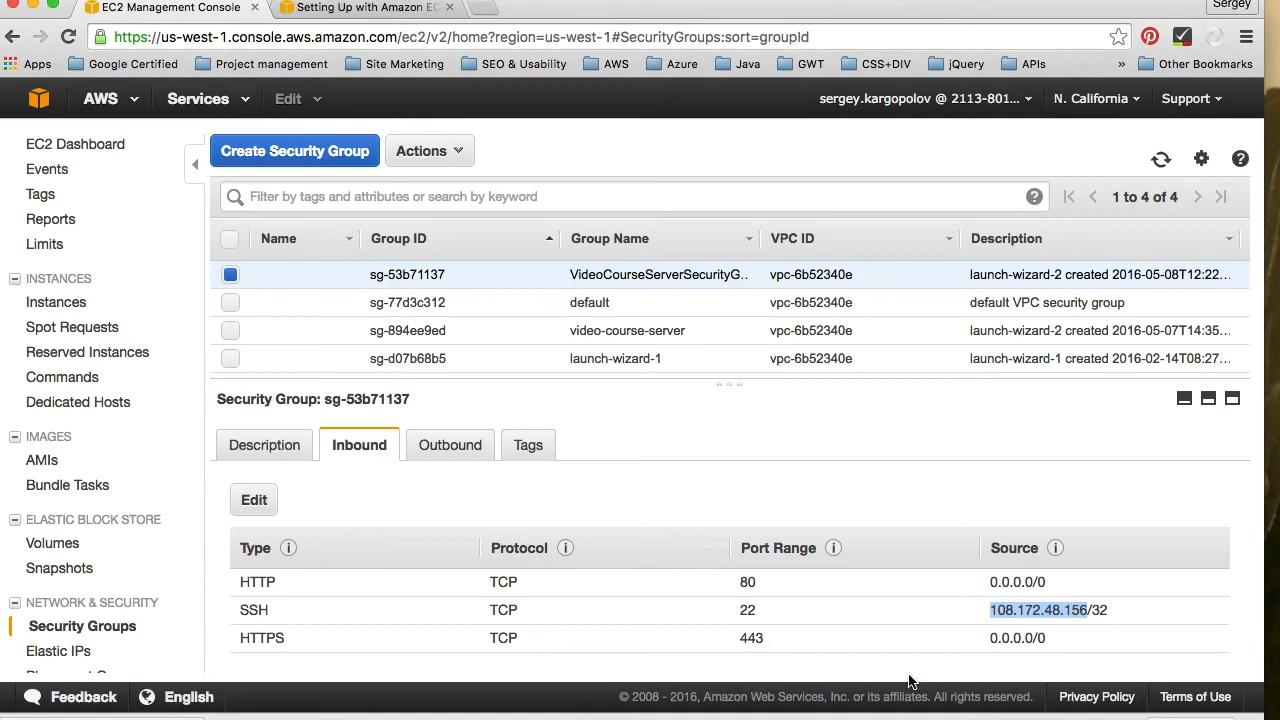 EC2 Management Console
Setting Up with Amazon EC
Sergey
https://us-west-1.console.aws.amazon.com/ec2/v2/home?region=us-west-1#SecurityGroups:sort=groupId
Apps Google Certified Project management Site Marketing SEO & Usability AWS Azure Java GWT CSS+DIV jQuery APIs » Other Bookmarks
AWS Services Edit sergey.kargopolov @ 2113-801... N. California Support
EC2 Dashboard
Events
Tags
Reports
Limits
INSTANCES
Instances
Spot Requests
Reserved Instances
Commands
Dedicated Hosts
IMAGES
AMIs
Bundle Tasks
ELASTIC BLOCK STORE
Volumes
Snapshots
NETWORK & SECURITY
Security Groups
Elastic IPs
Create Security Group Actions
Filter by tags and attributes or search by keyword 1 to 4 of 4
Name Group ID Group Name VPC ID Description
sg-53b71137 VideoCourseServerSecurityG.. vpc-6b52340e launch-wizard-2 created 2016-05-08T12:22...
sg-77d3c312 default vpc-6b52340e default VPC security group
sg-894ee9ed video-course-server vpc-6b52340e launch-wizard-2 created 2016-05-07T14:35...
sg-d07b68b5 launch-wizard-1 vpc-6b52340e launch-wizard-1 created 2016-02-14T08:27...
Security Group: sg-53b71137
Description Inbound Outbound Tags
Edit
Type Protocol Port Range Source
HTTP TCP 80 0.0.0.0/0
SSH TCP 22 108.172.48.156/32
HTTPS TCP 443 0.0.0.0/0
Feedback English © 2008 - 2016, Amazon Web Services, Inc. or its affiliates. All rights reserved. Privacy Policy Terms of Use